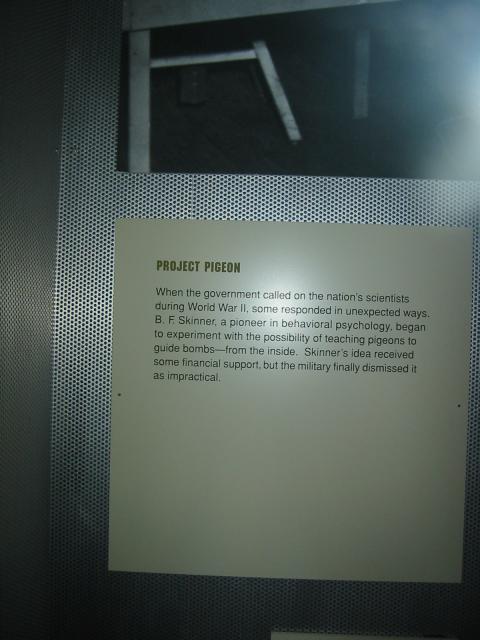 PROJECT PIGEON
When the government called on the nation's scientists
during World War II, some responded in unexpected ways.
B. F. Skinner, a pioneer in behavioral psychology, began
to experiment with the possibility of teaching pigeons to
guide bombs—from the inside. Skinner's idea received
some financial support, but the military finally dismissed it
as impractical.